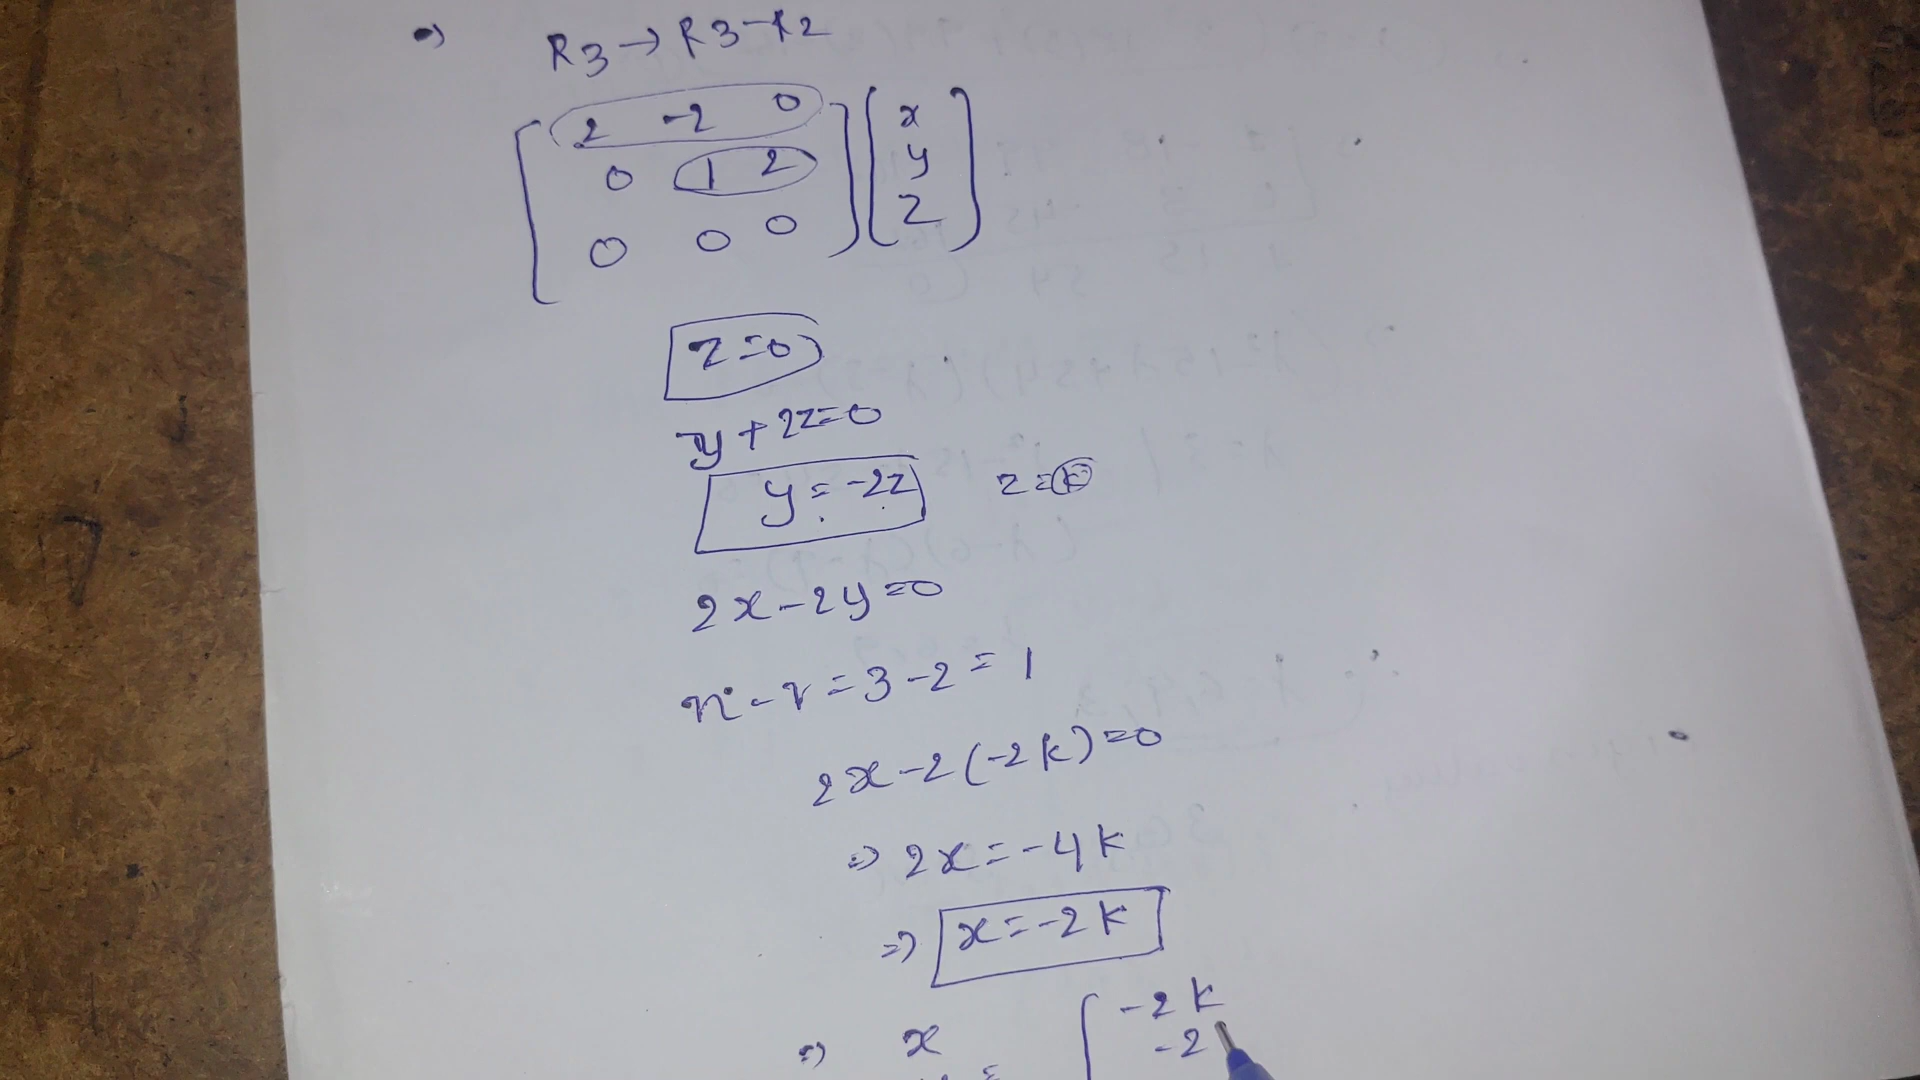 ⇒ R3→R3-R2
2 -2 0 x
0 1 2 y
0 0 0 z
z=0
y+2z=0
y=-2z z=k
2x-2y=0
n-r=3-2=1
2x-2(-2k)=0
⇒ 2x=-4k
⇒ x=-2k
⇒ x -2k
= -2